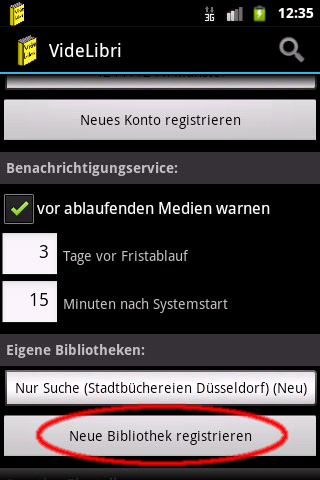 3G
12:35
VideLibri
Neues Konto registrieren
Benachrichtigungservice:
vor ablaufenden Medien warnen
3 Tage vor Fristablauf
15 Minuten nach Systemstart
Eigene Bibliotheken:
Nur Suche (Stadtbüchereien Düsseldorf) (Neu)
Neue Bibliothek registrieren